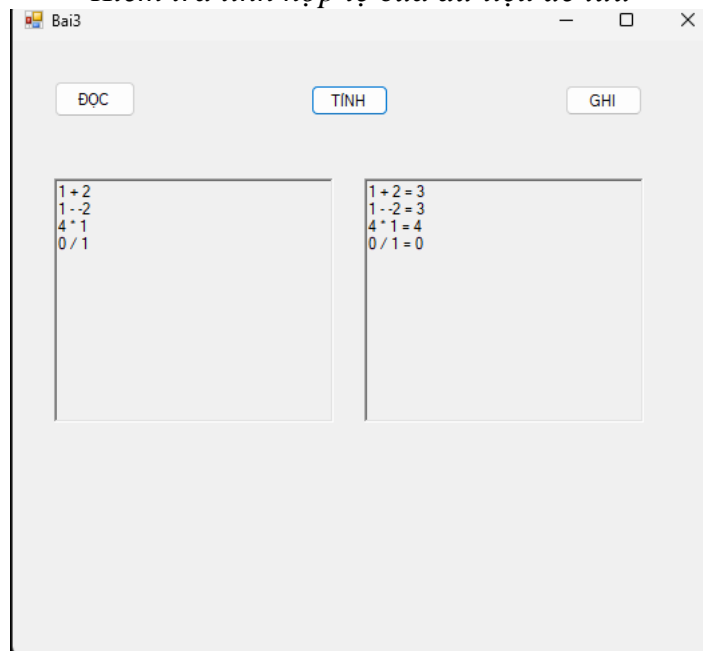 Bai3
ĐỌC
TÍNH
GHI
1 + 2
1 - -2
4 * 1
0 / 1
1 + 2 = 3
1 - -2 = 3
4 * 1 = 4
0 / 1 = 0